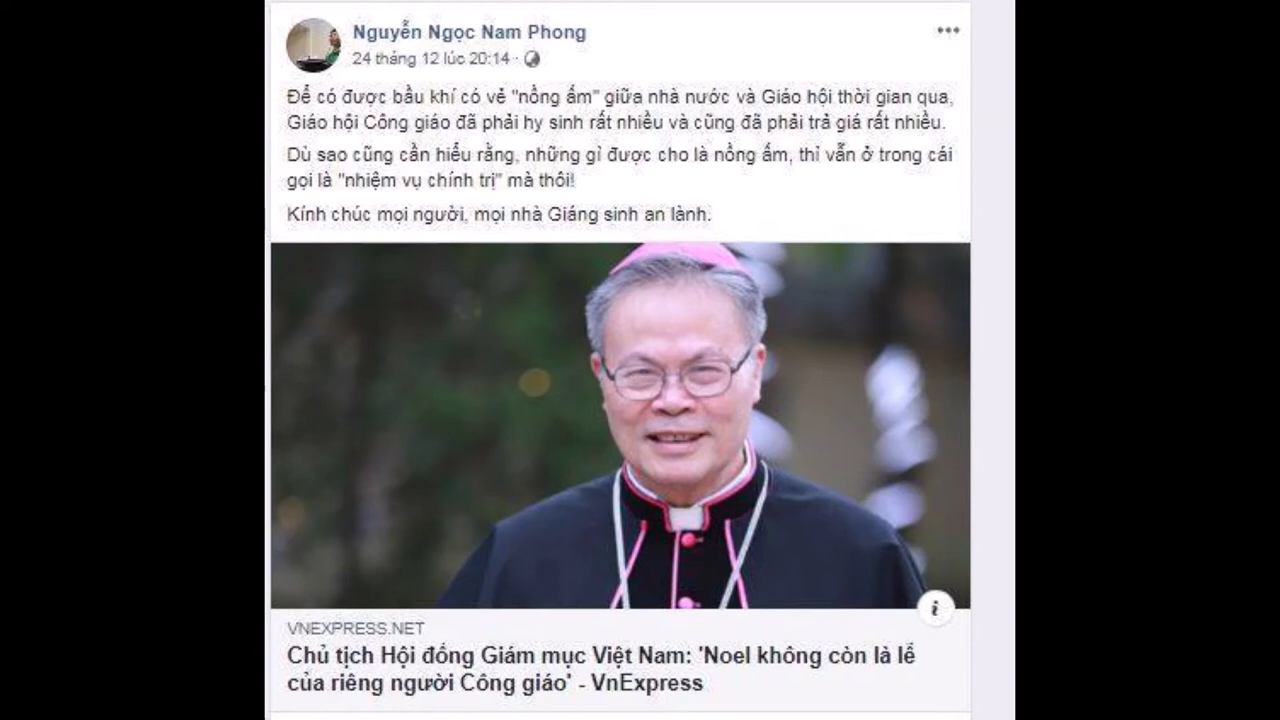 Nguyễn Ngọc Nam Phong
24 tháng 12 lúc 20:14 ·
Để có được bầu khí có vẻ "nồng ấm" giữa nhà nước và Giáo hội thời gian qua,
Giáo hội Công giáo đã phải hy sinh rất nhiều và cũng đã phải trả giá rất nhiều.
Dù sao cũng cần hiểu rằng, những gì được cho là nồng ấm, thì vẫn ở trong cái
gọi là "nhiệm vụ chính trị" mà thôi!
Kính chúc mọi người, mọi nhà Giáng sinh an lành.
i
VNEXPRESS.NET
Chủ tịch Hội đồng Giám mục Việt Nam: 'Noel không còn là lễ
của riêng người Công giáo' - VnExpress